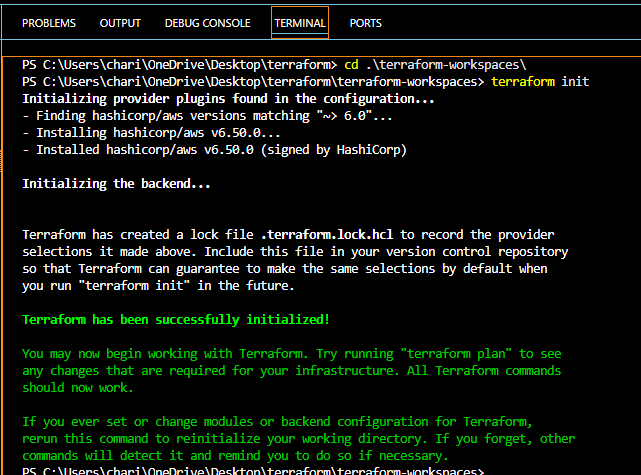 PROBLEMS OUTPUT DEBUG CONSOLE TERMINAL PORTS
PS C:\Users\chari\OneDrive\Desktop\terraform> cd .\terraform-workspaces\
PS C:\Users\chari\OneDrive\Desktop\terraform\terraform-workspaces> terraform init
Initializing provider plugins found in the configuration...
- Finding hashicorp/aws versions matching "~> 6.0"...
- Installing hashicorp/aws v6.50.0...
- Installed hashicorp/aws v6.50.0 (signed by HashiCorp)
Initializing the backend...
Terraform has created a lock file .terraform.lock.hcl to record the provider
selections it made above. Include this file in your version control repository
so that Terraform can guarantee to make the same selections by default when
you run "terraform init" in the future.
Terraform has been successfully initialized!
You may now begin working with Terraform. Try running "terraform plan" to see
any changes that are required for your infrastructure. All Terraform commands
should now work.
If you ever set or change modules or backend configuration for Terraform,
rerun this command to reinitialize your working directory. If you forget, other
commands will detect it and remind you to do so if necessary.
PS C:\Users\chari\OneDrive\Desktop\terraform\terraform-workspaces>